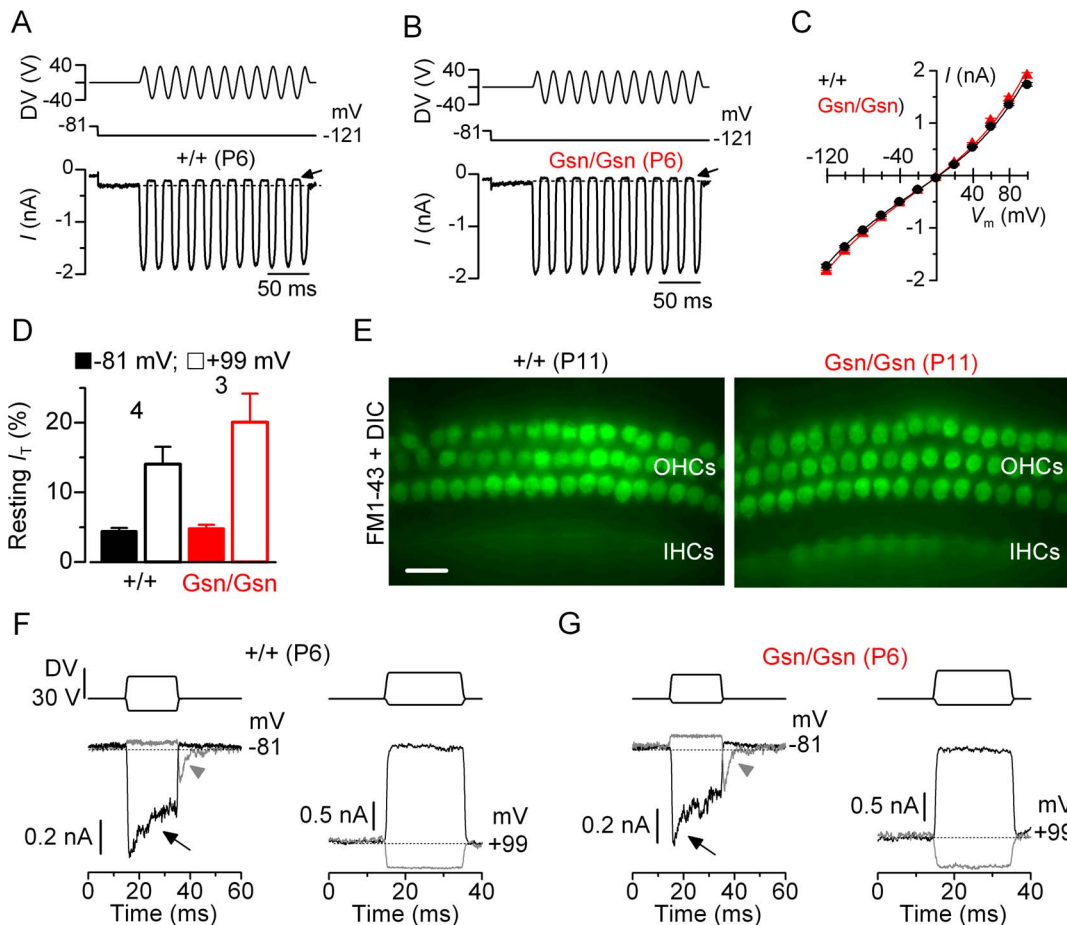 A
DV (V)
40
-40
-81
mV
-121
+/+ (P6)
I (nA)
0
-1
-2
50 ms
B
DV (V)
40
-40
-81
mV
-121
Gsn/Gsn (P6)
I (nA)
0
-1
-2
50 ms
C
+/+
Gsn/Gsn)
I (nA)
2
1
-120 -40
40 80
Vm (mV)
-1
-2
D
-81 mV; +99 mV
Resting IT (%)
20
10
0
4
3
+/+
Gsn/Gsn
E
+/+ (P11)
Gsn/Gsn (P11)
FM1-43 + DIC
OHCs
IHCs
OHCs
IHCs
F
+/+ (P6)
DV
30 V
mV
-81
0.2 nA
0 20 40 60
Time (ms)
0.5 nA
mV
+99
0 20 40
Time (ms)
G
Gsn/Gsn (P6)
mV
-81
0.2 nA
0 20 40 60
Time (ms)
0.5 nA
mV
+99
0 20 40
Time (ms)